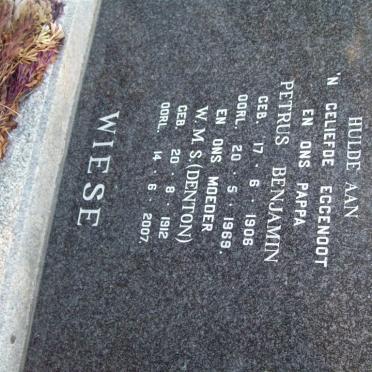 HULDE AAN
'N GELIEFDE EGGENOOT
EN ONS PAPPA
PETRUS BENJAMIN
GEB. 17 . 6 . 1906
OORL. 20 . 5 . 1969.
EN ONS MOEDER
W. M. S. (DENTON)
GEB. 20 . 8 . 1912
OORL. 14 . 6 . 2007.
WIESE